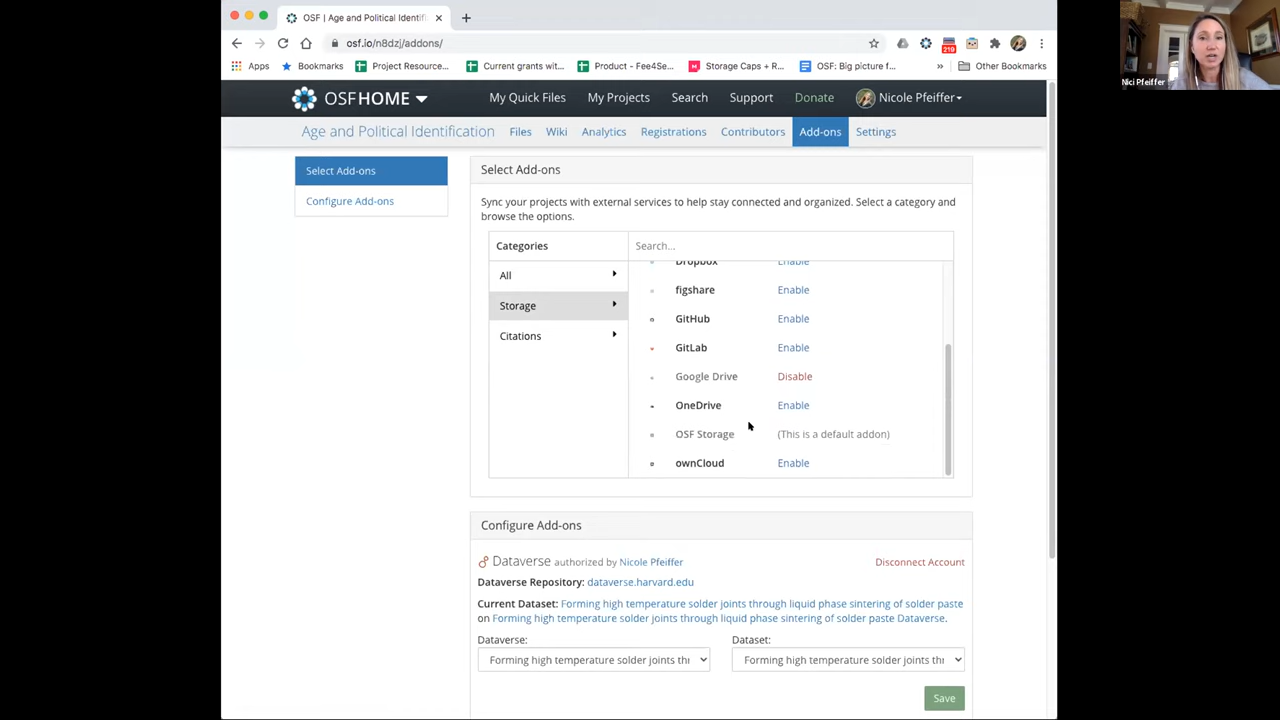 OSF | Age and Political Identifi
osf.io/n8dzj/addons/
219
Apps
Bookmarks
Project Resource...
Current grants wit...
Product - Fee4Se...
Storage Caps + R...
OSF: Big picture f...
»
Other Bookmarks
Nici Pfeiffer
OSFHOME
My Quick Files
My Projects
Search
Support
Donate
Nicole Pfeiffer
Age and Political Identification
Files
Wiki
Analytics
Registrations
Contributors
Add-ons
Settings
Select Add-ons
Configure Add-ons
Select Add-ons
Sync your projects with external services to help stay connected and organized. Select a category and
browse the options.
Categories
Search...
All
Storage
Citations
Dropbox Enable
figshare Enable
GitHub Enable
GitLab Enable
Google Drive Disable
OneDrive Enable
OSF Storage (This is a default addon)
ownCloud Enable
Configure Add-ons
Dataverse authorized by Nicole Pfeiffer
Disconnect Account
Dataverse Repository: dataverse.harvard.edu
Current Dataset: Forming high temperature solder joints through liquid phase sintering of solder paste
on Forming high temperature solder joints through liquid phase sintering of solder paste Dataverse.
Dataverse:
Dataset:
Forming high temperature solder joints thr
Forming high temperature solder joints thr
Save